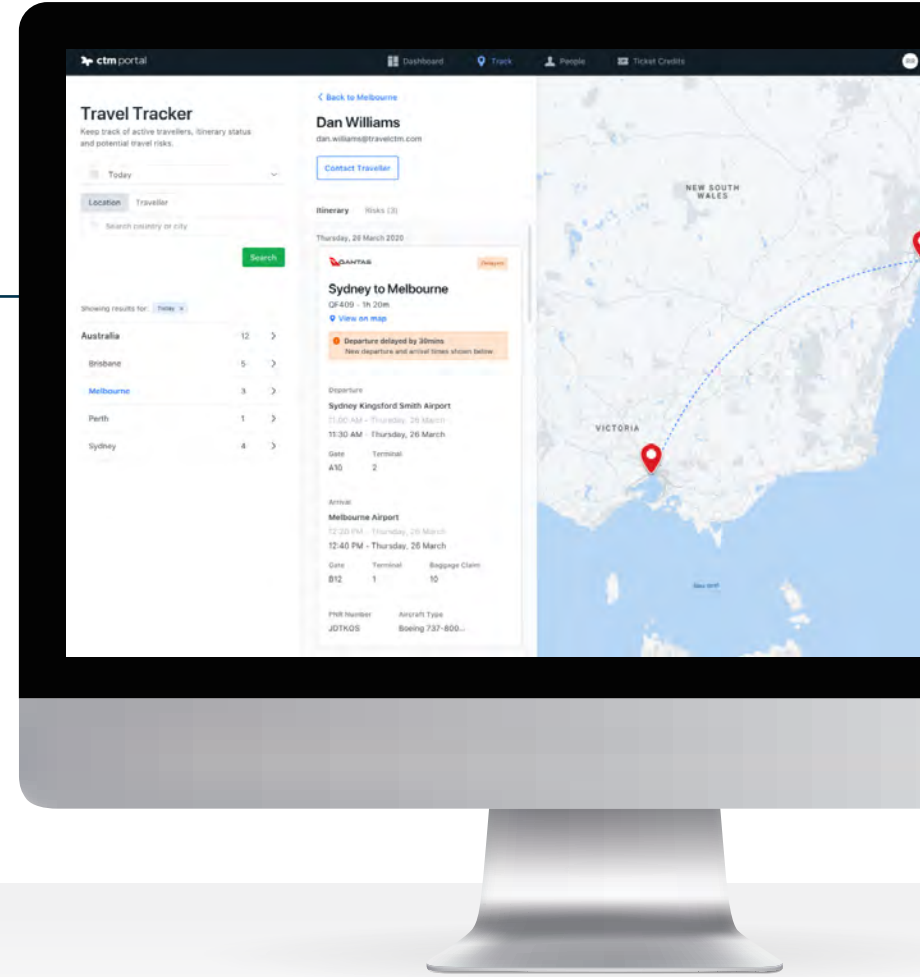 ctm portal
Dashboard
Track
People
Ticket Credits
Travel Tracker
Keep track of active travellers, itinerary status
and potential travel risks.
Today
Location Traveller
Search country or city
Search
Showing results for: Today ×
Australia 12
Brisbane 5
Melbourne 3
Perth 1
Sydney 4
Back to Melbourne
Dan Williams
dan.williams@travelctm.com
Contact Traveller
Itinerary Risks (3)
Thursday, 26 March 2020
QANTAS
Delayed
Sydney to Melbourne
QF409 - 1h 20m
View on map
Departure delayed by 30mins
New departure and arrival times shown below
Departure
Sydney Kingsford Smith Airport
11:00 AM - Thursday, 26 March
11:30 AM - Thursday, 26 March
Gate Terminal
A10 2
Arrival
Melbourne Airport
PM - Thursday, 26 March
12:40 PM - Thursday, 26 March
Gate Terminal Baggage Claim
B12 1 10
PNR Number Aircraft Type
JOTKOS Boeing 737-800...
NEW SOUTH
WALES
VICTORIA